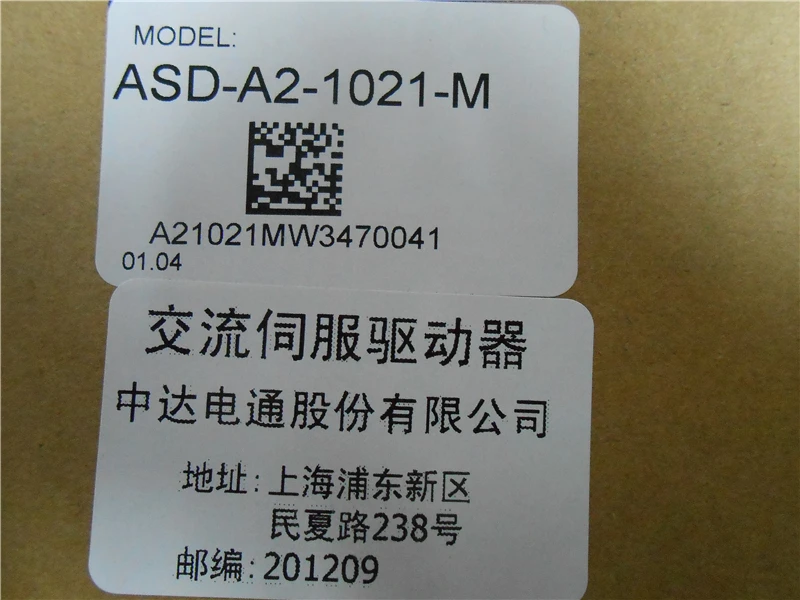 MODEL:
ASD-A2-1021-M
A21021MW3470041
01.04
交流伺服驱动器
中达电通股份有限公司
地址:上海浦东新区
民夏路238号
邮编:201209